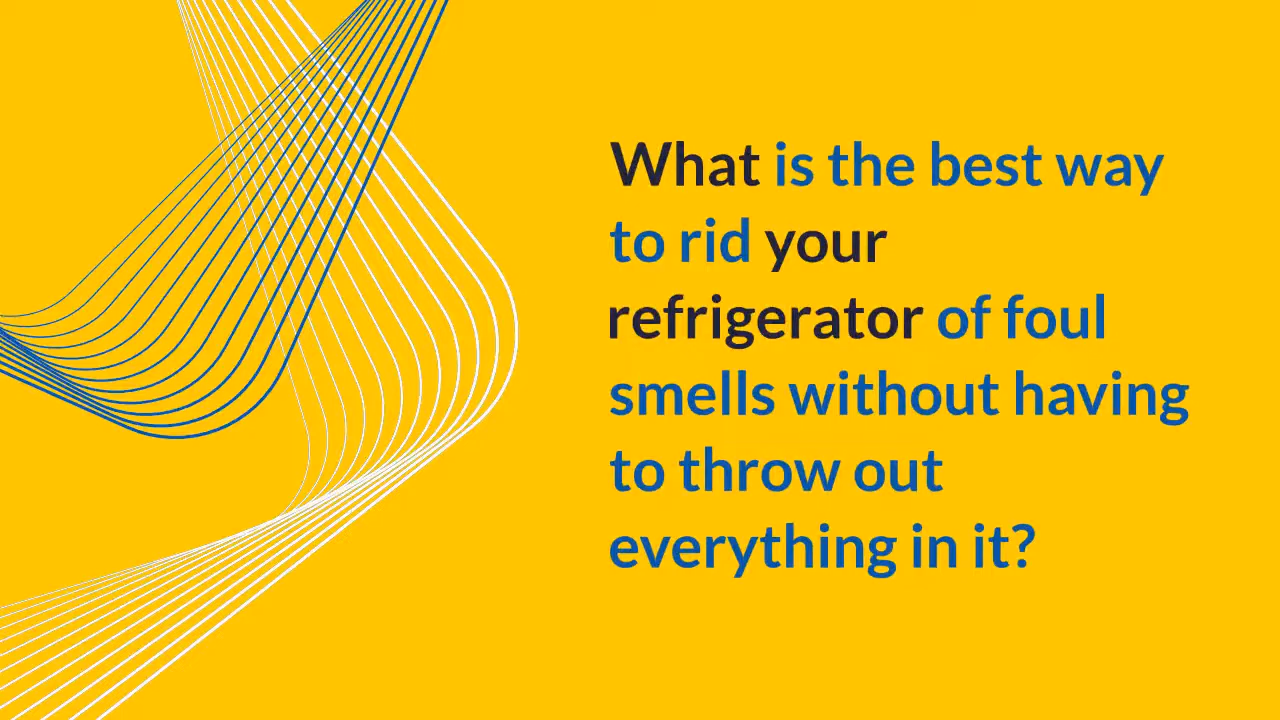 What is the best way
to rid your
refrigerator of foul
smells without having
to throw out
everything in it?